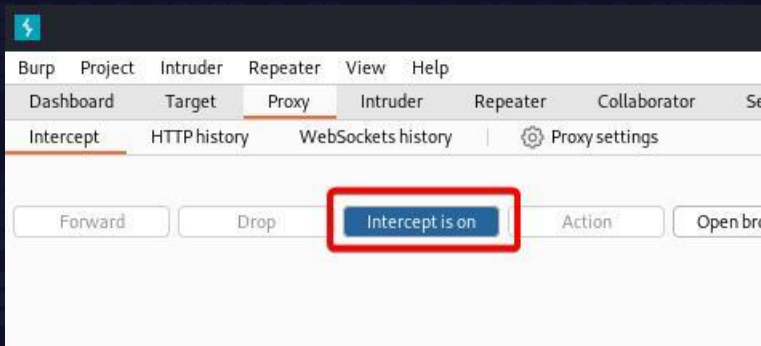 Burp Project Intruder Repeater View Help
Dashboard Target Proxy Intruder Repeater Collaborator
Intercept HTTP history WebSockets history Proxy settings
Forward Drop Intercept is on Action Open